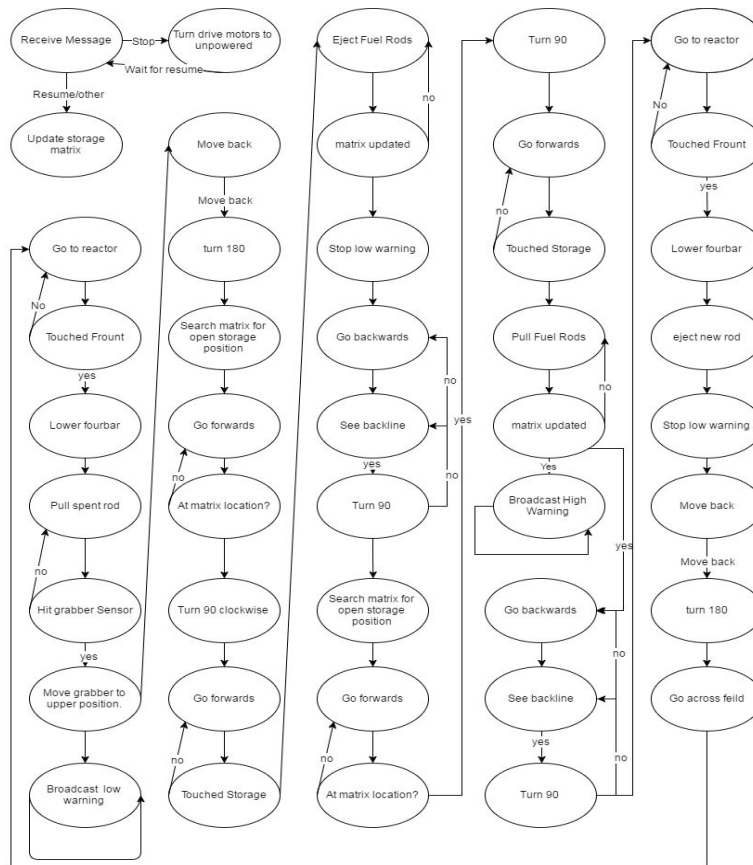 Receive Message
Stop
Turn drive motors to
unpowered
Wait for resume
Resume/other
Update storage
matrix
Go to reactor
No
Touched Frount
yes
Lower fourbar
Pull spent rod
no
Hit grabber Sensor
yes
Move grabber to
upper position.
Broadcast low
warning
Move back
Move back
turn 180
Search matrix for
open storage
position
Go forwards
no
At matrix location?
Turn 90 clockwise
Go forwards
no
Touched Storage
Eject Fuel Rods
no
matrix updated
Stop low warning
Go backwards
no
See backline
yes
no
Turn 90
Search matrix for
open storage
position
Go forwards
no
At matrix location?
yes
Turn 90
Go forwards
no
Touched Storage
Pull Fuel Rods
no
matrix updated
Yes
Broadcast High
Warning
yes
Go backwards
no
See backline
yes
no
Turn 90
Go to reactor
No
Touched Frount
yes
Lower fourbar
eject new rod
Stop low warning
Move back
Move back
turn 180
Go across feild